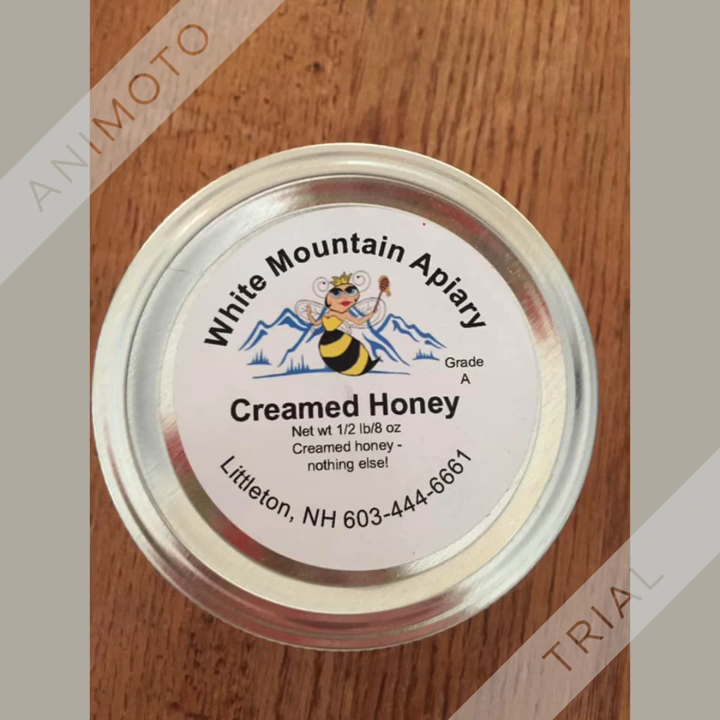 ANIMOTO
White Mountain Apiary
Grade
A
Creamed Honey
Net wt 1/2 lb/8 oz
Creamed honey -
nothing else!
Littleton, NH 603-444-6661
TRIAL